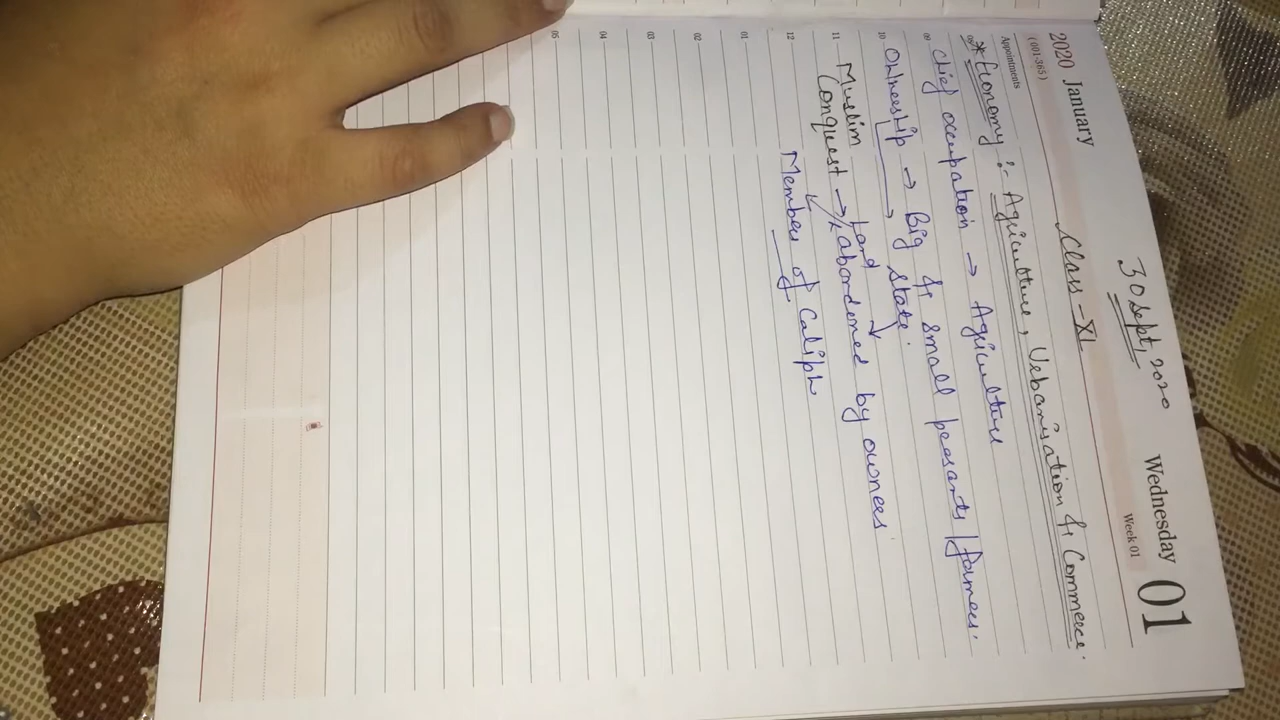 2020 January
Wednesday 01
(001-365)
Week 01
30 Sept, 2020
Class - XI
Appointments
* Economy :- Agriculture, Urbanisation & Commerce.
08
Chief occupation → Agriculture
09
Ownership → Big & small peasants / farmers.
10
→ State.
Muslim Conquest → land abondoned by owners
11
Member of Caliph
12
01
02
03
04
05